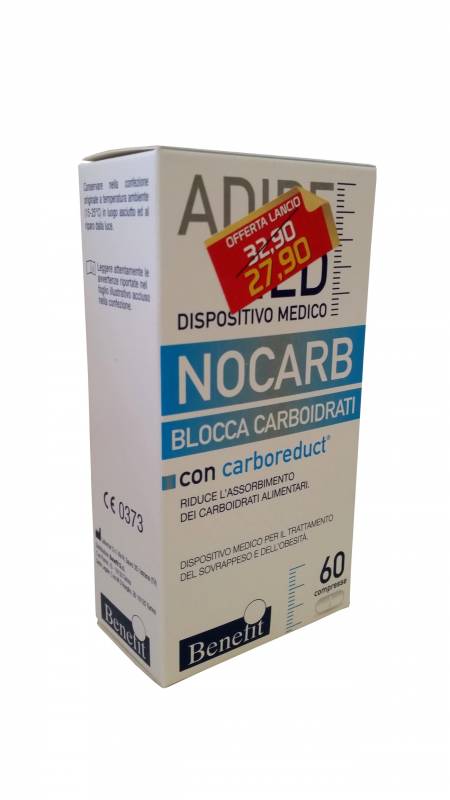 Conservare nella confezione
originale a temperatura ambiente
(15-25°C) in luogo asciutto ed al
riparo dalla luce.
Leggere attentamente le
avvertenze riportate nel
foglio illustrativo accluso
nella confezione.
CE 0373
OFFERTA LANCIO
32,90
27,90
DISPOSITIVO MEDICO
NOCARB
BLOCCA CARBOIDRATI
con carboreduct®
RIDUCE L'ASSORBIMENTO
DEI CARBOIDRATI ALIMENTARI.
DISPOSITIVO MEDICO PER IL TRATTAMENTO
DEL SOVRAPPESO E DELL'OBESITÀ.
60
compresse
Benefit
Benefit